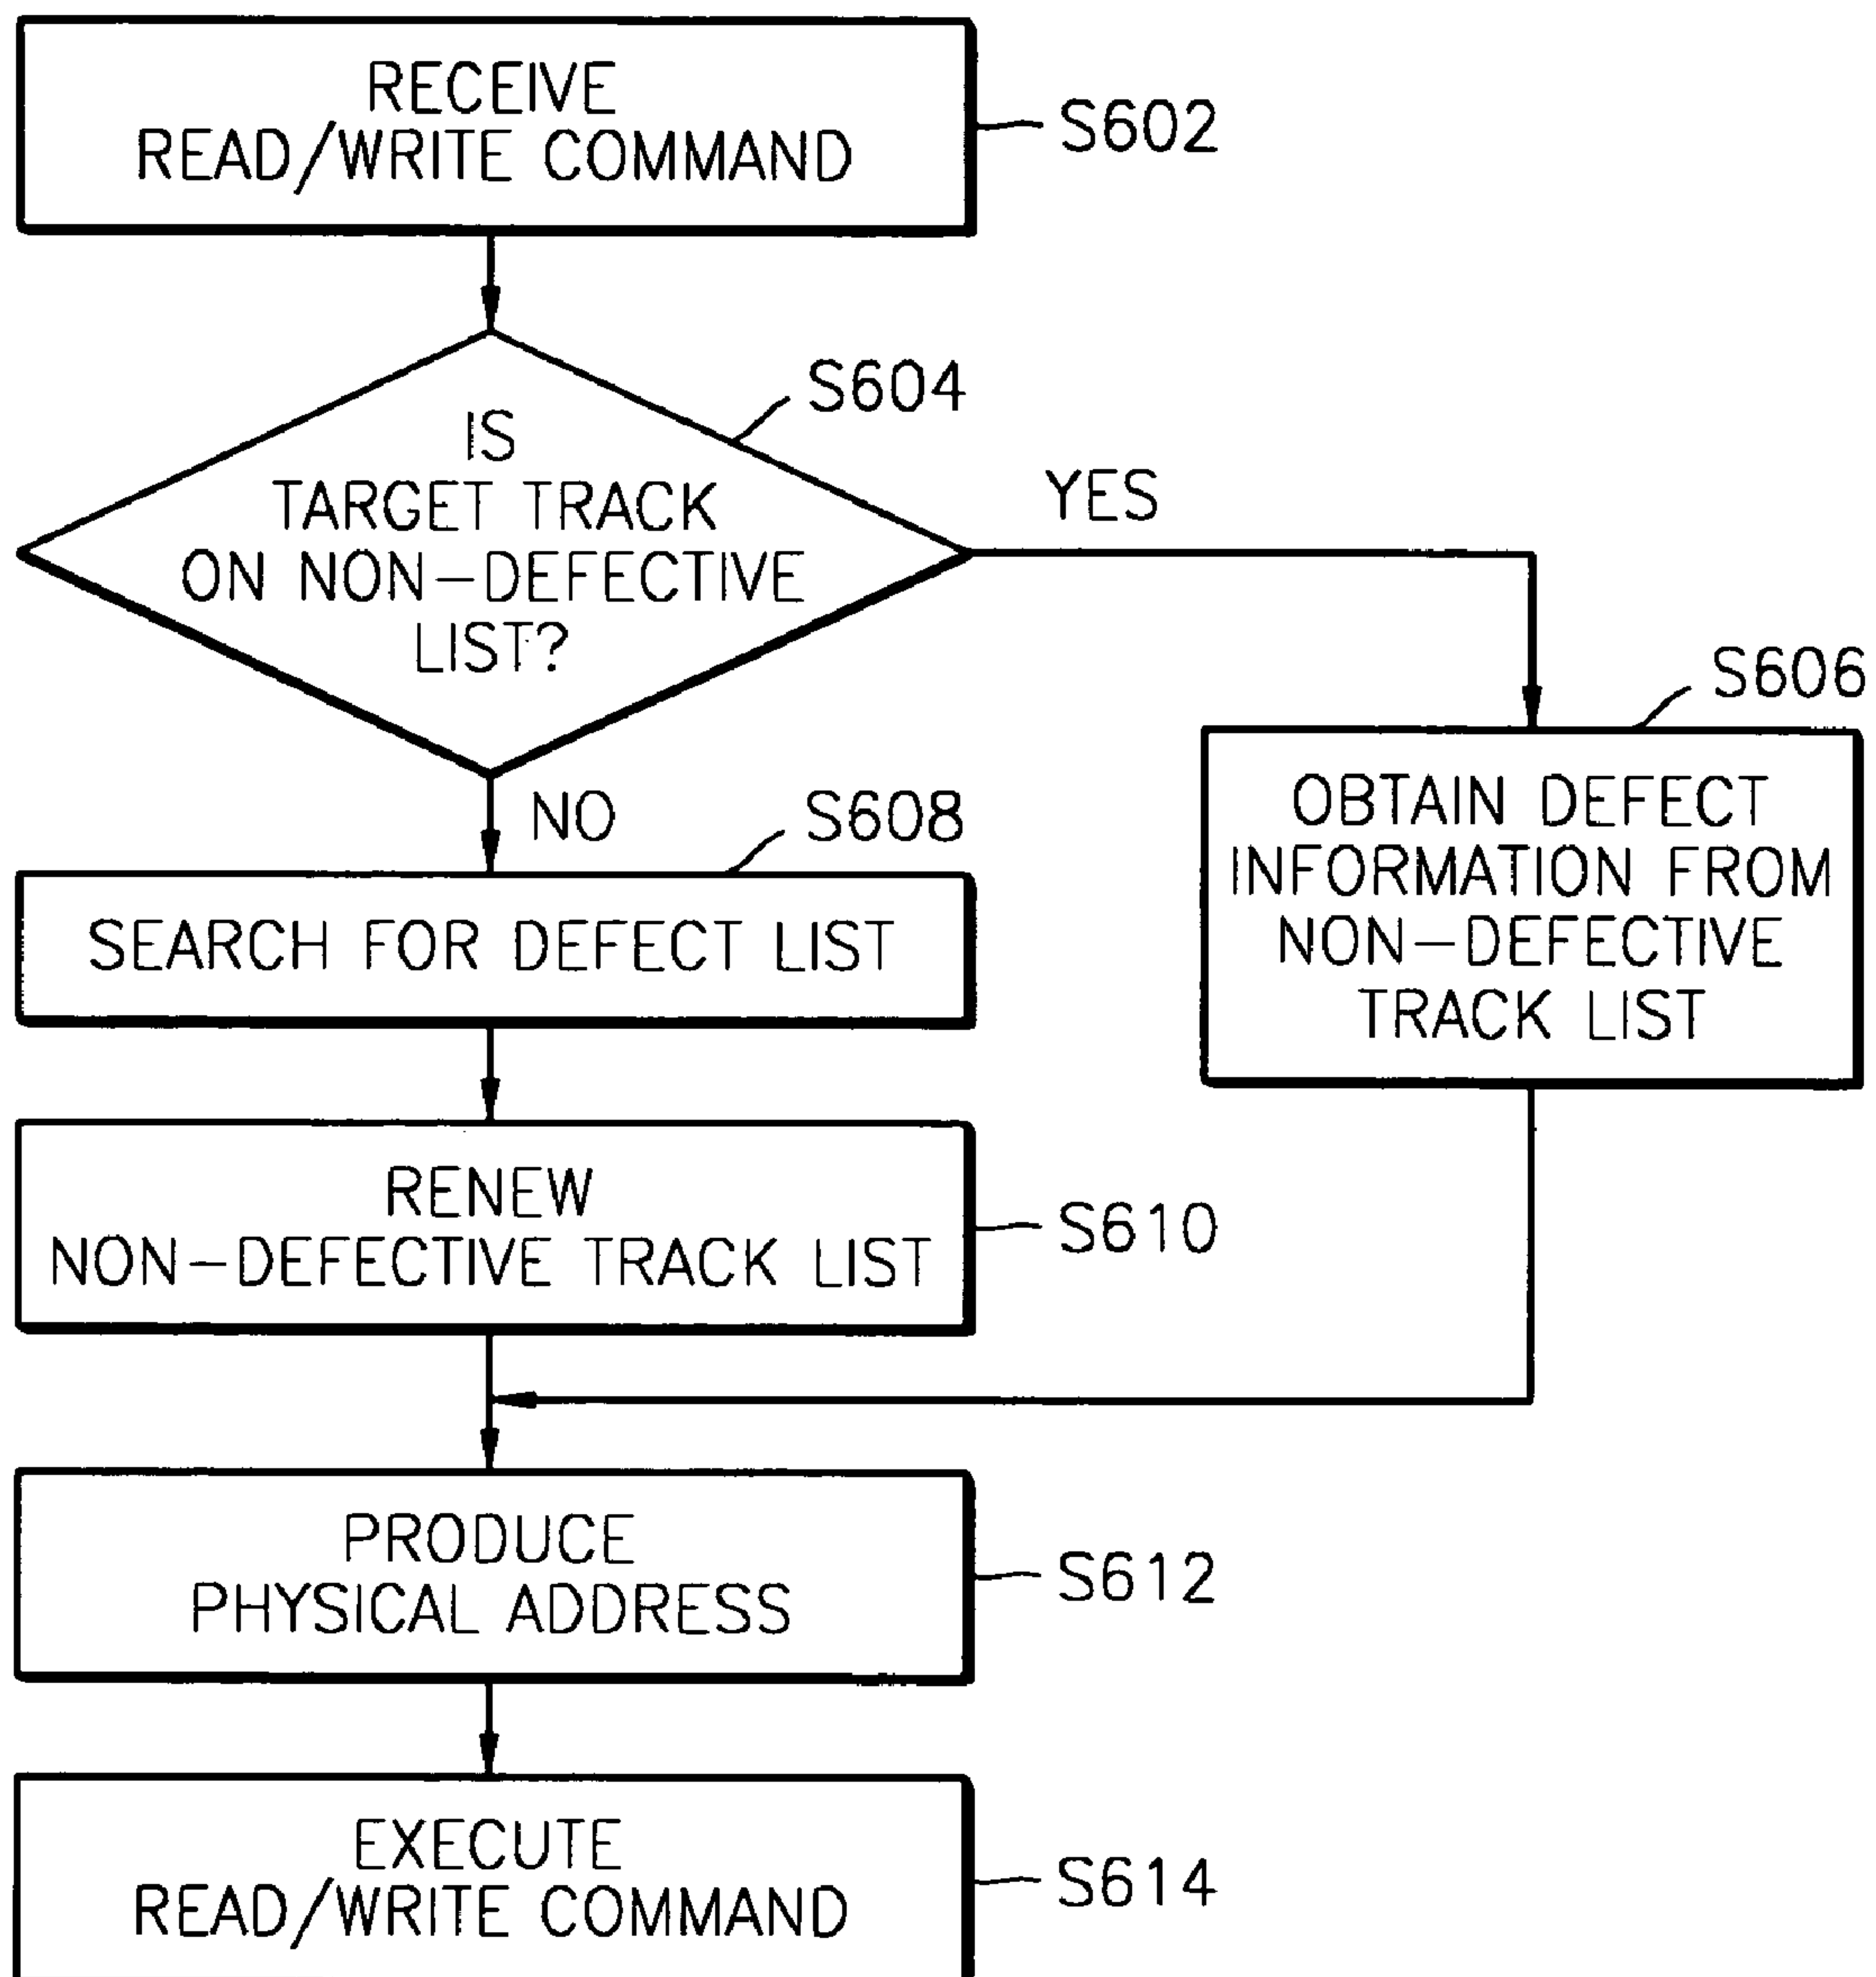 RECEIVE
READ/WRITE COMMAND
S602
S604
IS
TARGET TRACK
ON NON-DEFECTIVE
LIST?
YES
S606
OBTAIN DEFECT
INFORMATION FROM
NON-DEFECTIVE
TRACK LIST
NO
S608
SEARCH FOR DEFECT LIST
RENEW
NON-DEFECTIVE TRACK LIST
S610
PRODUCE
PHYSICAL ADDRESS
S612
EXECUTE
READ/WRITE COMMAND
S614